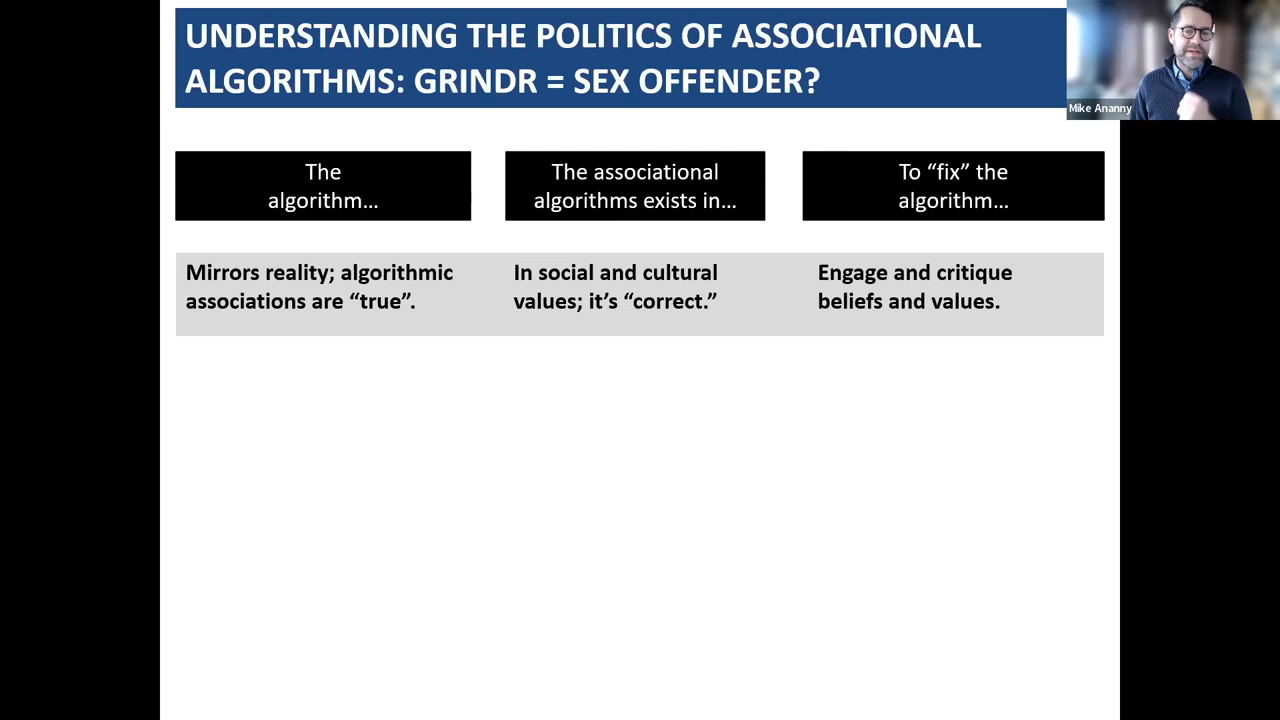 UNDERSTANDING THE POLITICS OF ASSOCIATIONAL
ALGORITHMS: GRINDR = SEX OFFENDER?
Mike Ananny
The
algorithm…
The associational
algorithms exists in…
To “fix” the
algorithm…
Mirrors reality; algorithmic
associations are “true”.
In social and cultural
values; it’s “correct.”
Engage and critique
beliefs and values.